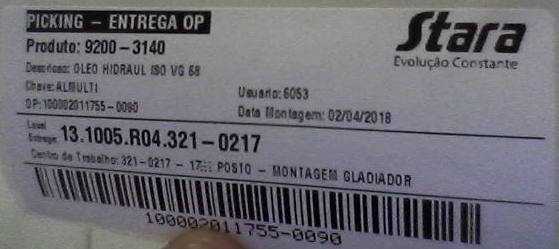 PICKING - ENTREGA OP
Stara
Evolução Constante
Produto: 9200-3140
Descricao: OLEO HIDRAUL ISO VG 68
Chave: ALMULTI
Usuario: 6053
OP: 100002011755-0090
Data Montagem: 02/04/2018
Local Entrega: 13.1005.R04.321-0217
Centro de Trabalho: 321-0217 - POSTO - MONTAGEM GLADIADOR
100002011755-0090